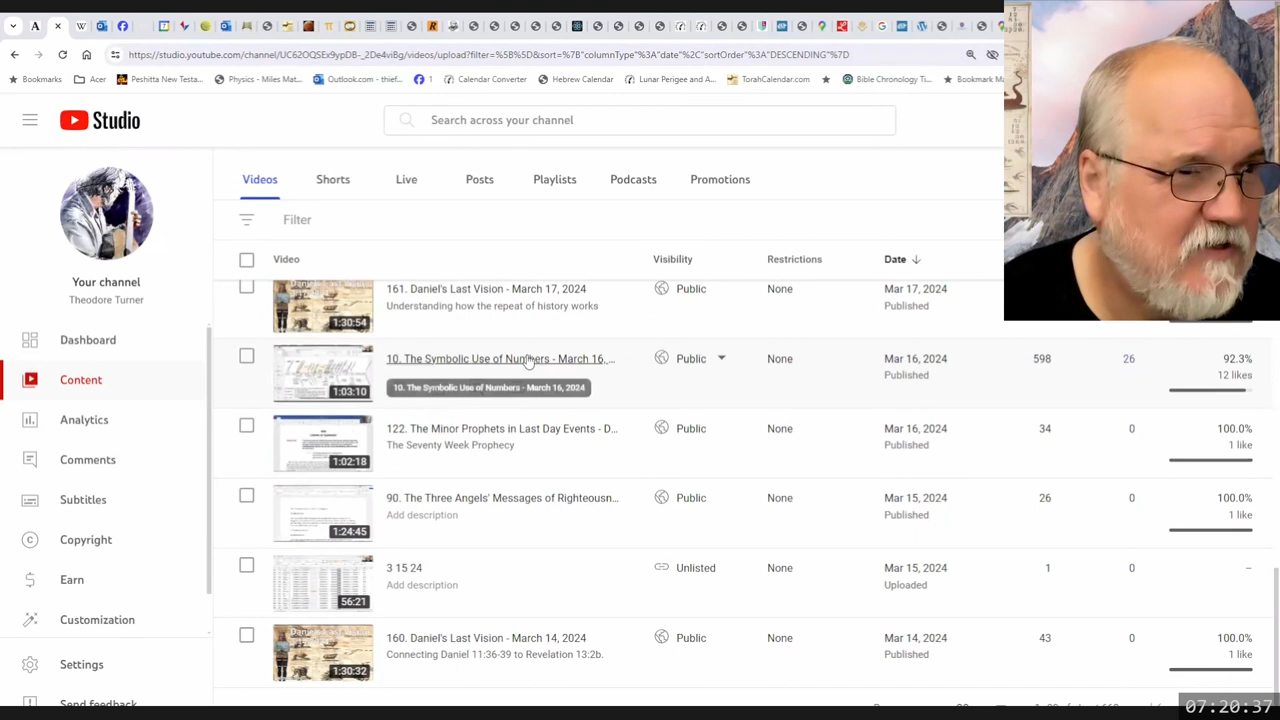 https://studio.youtube.com/channel/UC62OC0sEx9ypDB-_2De4viBg/videos/upload?filter=%5B%5D&sort=%7B"columnType"%3A"date"%2C"sortOrder"%3A"DESCENDING"%7D
Bookmarks Acer Peshitta New Testa... Physics - Miles Mat... Outlook.com - thief... 1 Calendar Converter Hebrew Calendar Lunar Perigee and A... TorahCalendar.com Bible Chronology Ti... Bookmark Ma
Studio
Search across your channel
Videos Shorts Live Posts Playlists Podcasts Promotions
Filter
Video Visibility Restrictions Date
Your channel
Theodore Turner
Dashboard
Content
Analytics
Comments
Subtitles
Copyright
Earn
Customization
Settings
Send feedback
161. Daniel's Last Vision - March 17, 2024 Public None Mar 17, 2024
Understanding how the repeat of history works Published
1:30:54
10. The Symbolic Use of Numbers - March 16,... Public None Mar 16, 2024 598 26 92.3%
Published 12 likes
10. The Symbolic Use of Numbers - March 16, 2024
1:03:10
122. The Minor Prophets in Last Day Events - D... Public None Mar 16, 2024 34 0 100.0%
The Seventy Week Prophecy Published 1 like
1:02:18
90. The Three Angels' Messages of Righteousn... Public None Mar 15, 2024 26 0 100.0%
Add description Published 1 like
1:24:45
3 15 24 Unlisted None Mar 15, 2024 1 0 –
Add description Uploaded
56:21
160. Daniel's Last Vision - March 14, 2024 Public None Mar 14, 2024 43 0 100.0%
Connecting Daniel 11:36-39 to Revelation 13:2b. Published 1 like
1:30:32
07:20:37